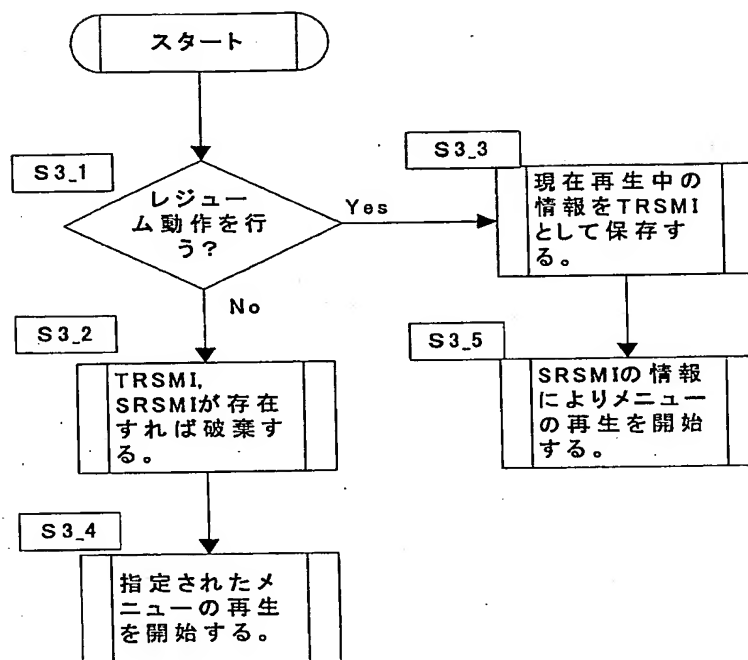 スタート
S3_1
レジュー
ム動作を行
う?
Yes
No
S3_3
現在再生中の
情報をTRSMI
として保存す
る。
S3_2
TRSMI,
SRSMIが存在
すれば破棄す
る。
S3_5
SRSMIの情報
によりメニュー
の再生を開始
する。
S3_4
指定されたメ
ニューの再生
を開始する。